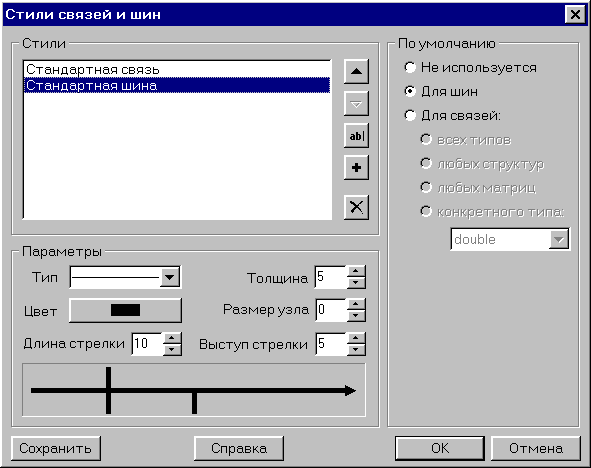 Стили связей и шин
Стили
Стандартная связь
Стандартная шина
ab|
По умолчанию
Не используется
Для шин
Для связей:
всех типов
любых структур
любых матриц
конкретного типа:
double
Параметры
Тип
Толщина 5
Цвет
Размер узла 0
Длина стрелки 10
Выступ стрелки 5
Сохранить
Справка
OK
Отмена